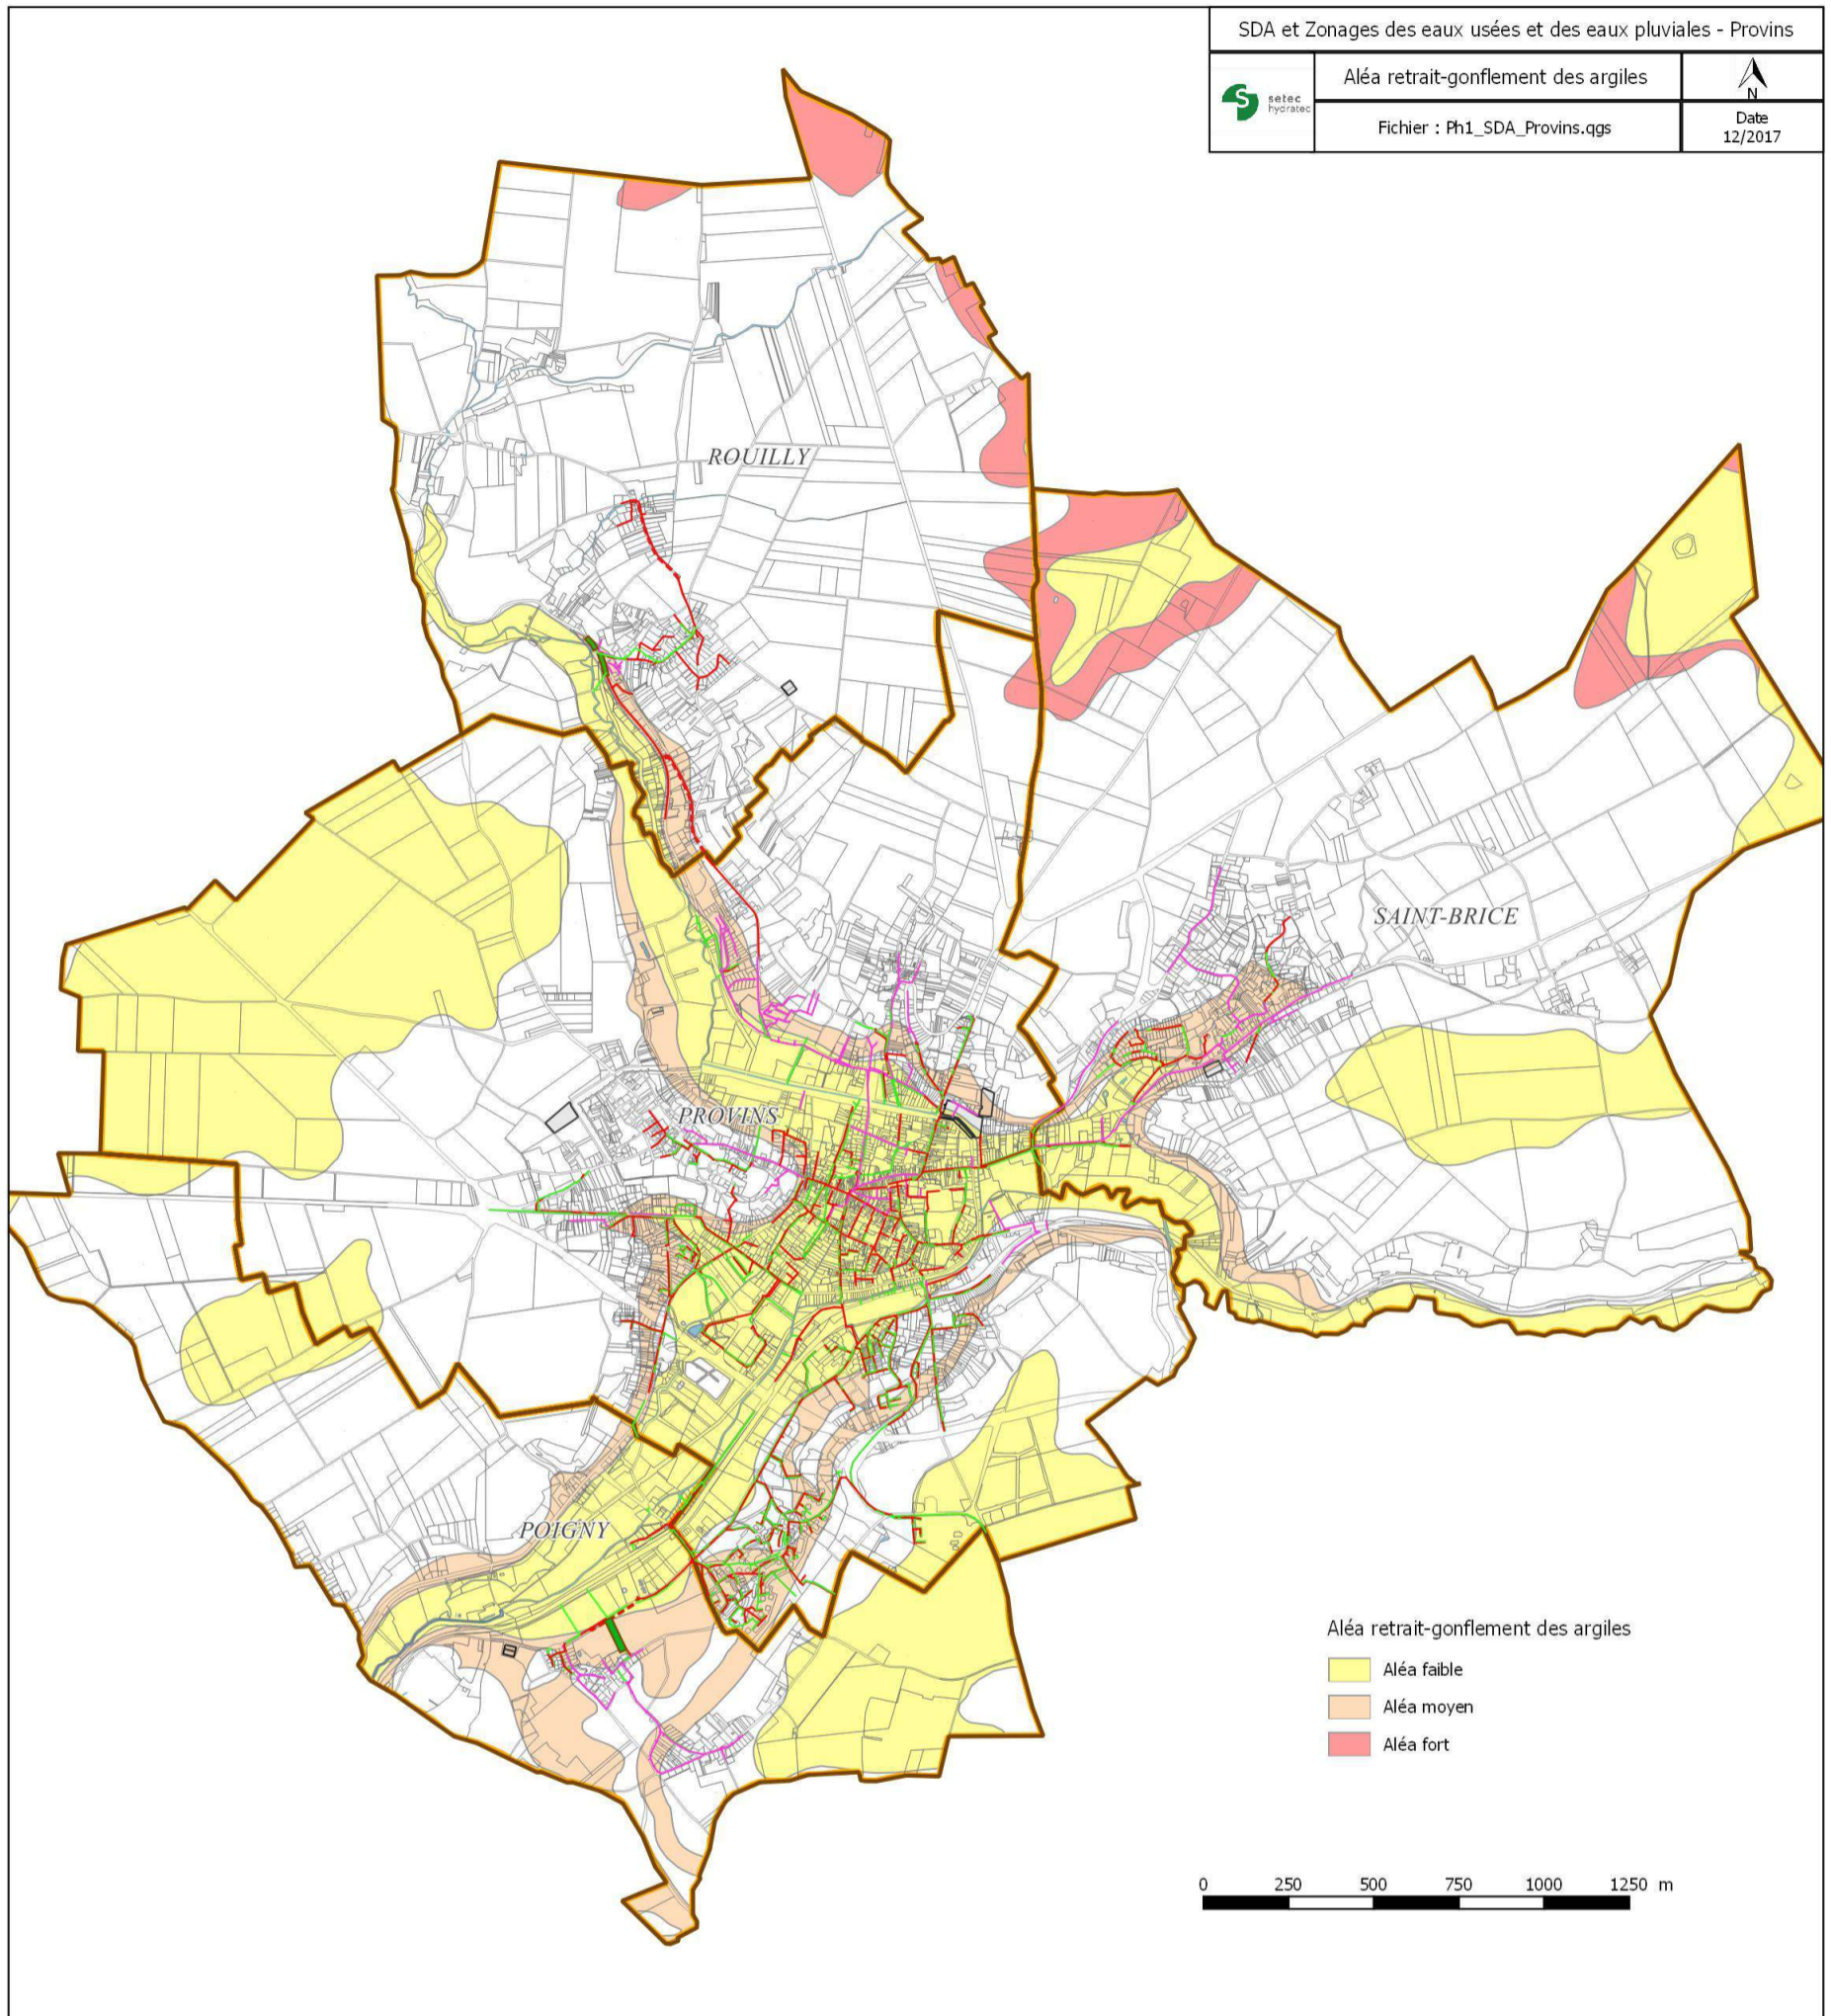 SDA et Zonages des eaux usées et des eaux pluviales - Provins
setec
hydratec
Aléa retrait-gonflement des argiles
N
Fichier : Ph1_SDA_Provins.qgs
Date
12/2017
ROUILLY
SAINT-BRICE
PROVINS
POIGNY
Aléa retrait-gonflement des argiles
Aléa faible
Aléa moyen
Aléa fort
0 250 500 750 1000 1250 m